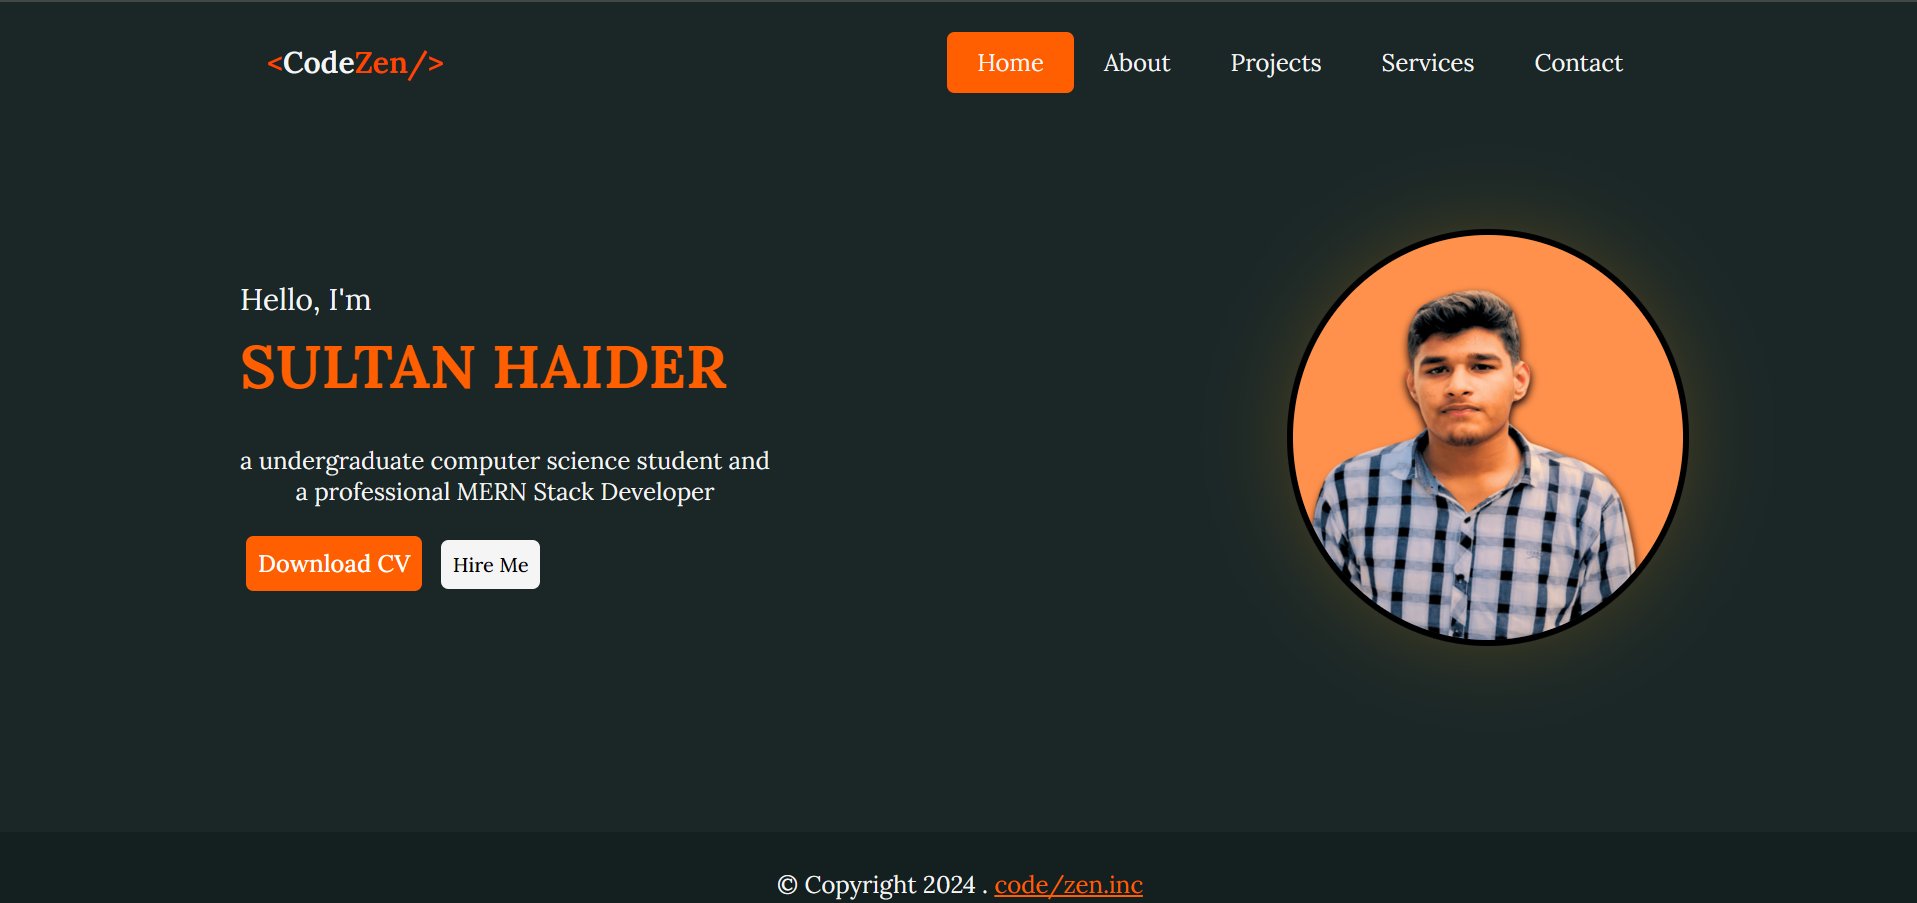 <CodeZen/>
Home About Projects Services Contact
Hello, I'm
SULTAN HAIDER
a undergraduate computer science student and
a professional MERN Stack Developer
Download CV Hire Me
© Copyright 2024 . code/zen.inc